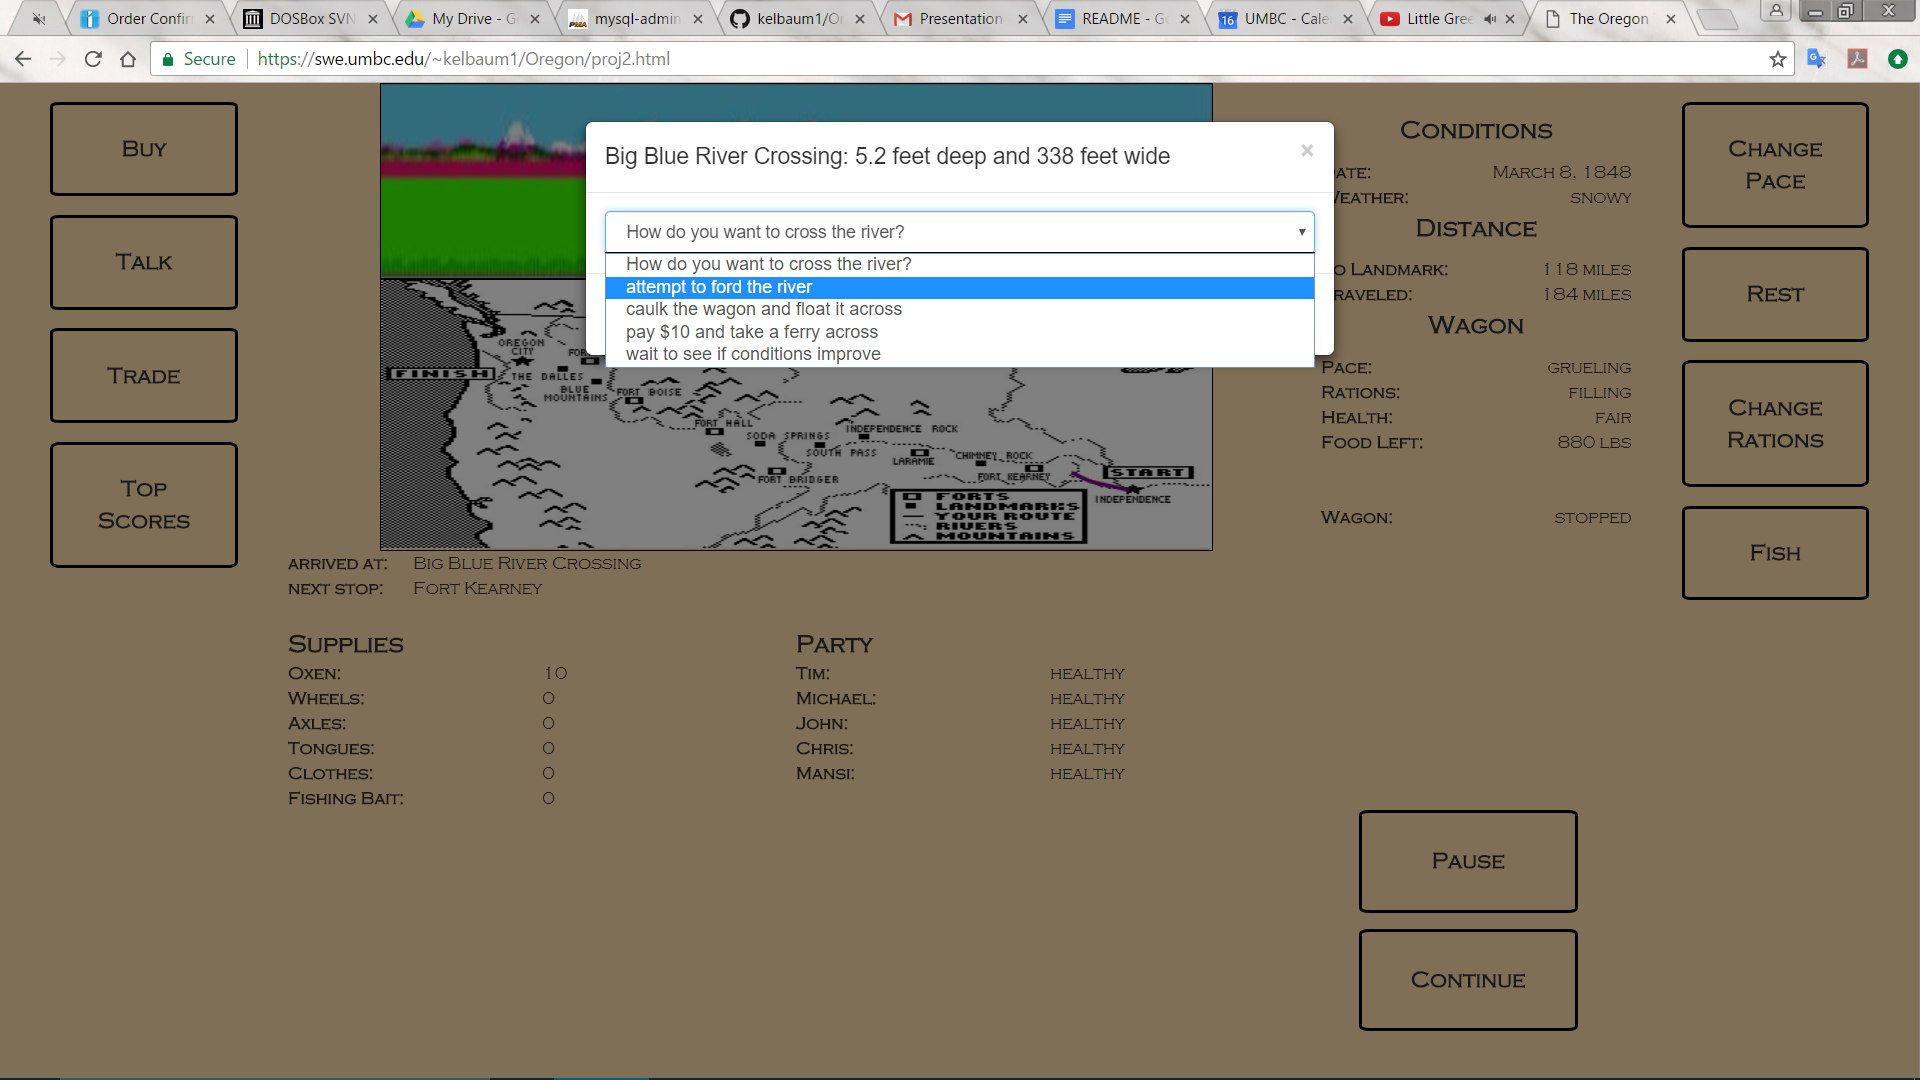 Order Confir
DOSBox SVN
My Drive - G
mysql-admin
kelbaum1/O
Presentation
README - Go
16 UMBC - Cale
Little Gree
The Oregon
Secure
https://swe.umbc.edu/~kelbaum1/Oregon/proj2.html
Buy
Talk
Trade
Top
Scores
Big Blue River Crossing: 5.2 feet deep and 338 feet wide
×
How do you want to cross the river?
How do you want to cross the river?
attempt to ford the river
caulk the wagon and float it across
pay $10 and take a ferry across
wait to see if conditions improve
OREGON
CITY
FOR
FINISH
THE DALLES
BLUE
MOUNTAINS
FORT BOISE
FORT HALL
SODA SPRINGS
INDEPENDENCE ROCK
SOUTH PASS
LARAMIE
CHIMNEY ROCK
FORT KEARNEY
FORT BRIDGER
START
INDEPENDENCE
FORTS
LANDMARKS
YOUR ROUTE
RIVERS
MOUNTAINS
arrived at: Big Blue River Crossing
next stop: Fort Kearney
Supplies
Oxen: 10
Wheels: 0
Axles: 0
Tongues: 0
Clothes: 0
Fishing Bait: 0
Party
Tim: healthy
Michael: healthy
John: healthy
Chris: healthy
Mansi: healthy
Conditions
ate: March 8, 1848
eather: snowy
Distance
o Landmark: 118 miles
raveled: 184 miles
Wagon
Pace: grueling
Rations: filling
Health: fair
Food Left: 880 lbs
Wagon: stopped
Change
Pace
Rest
Change
Rations
Fish
Pause
Continue